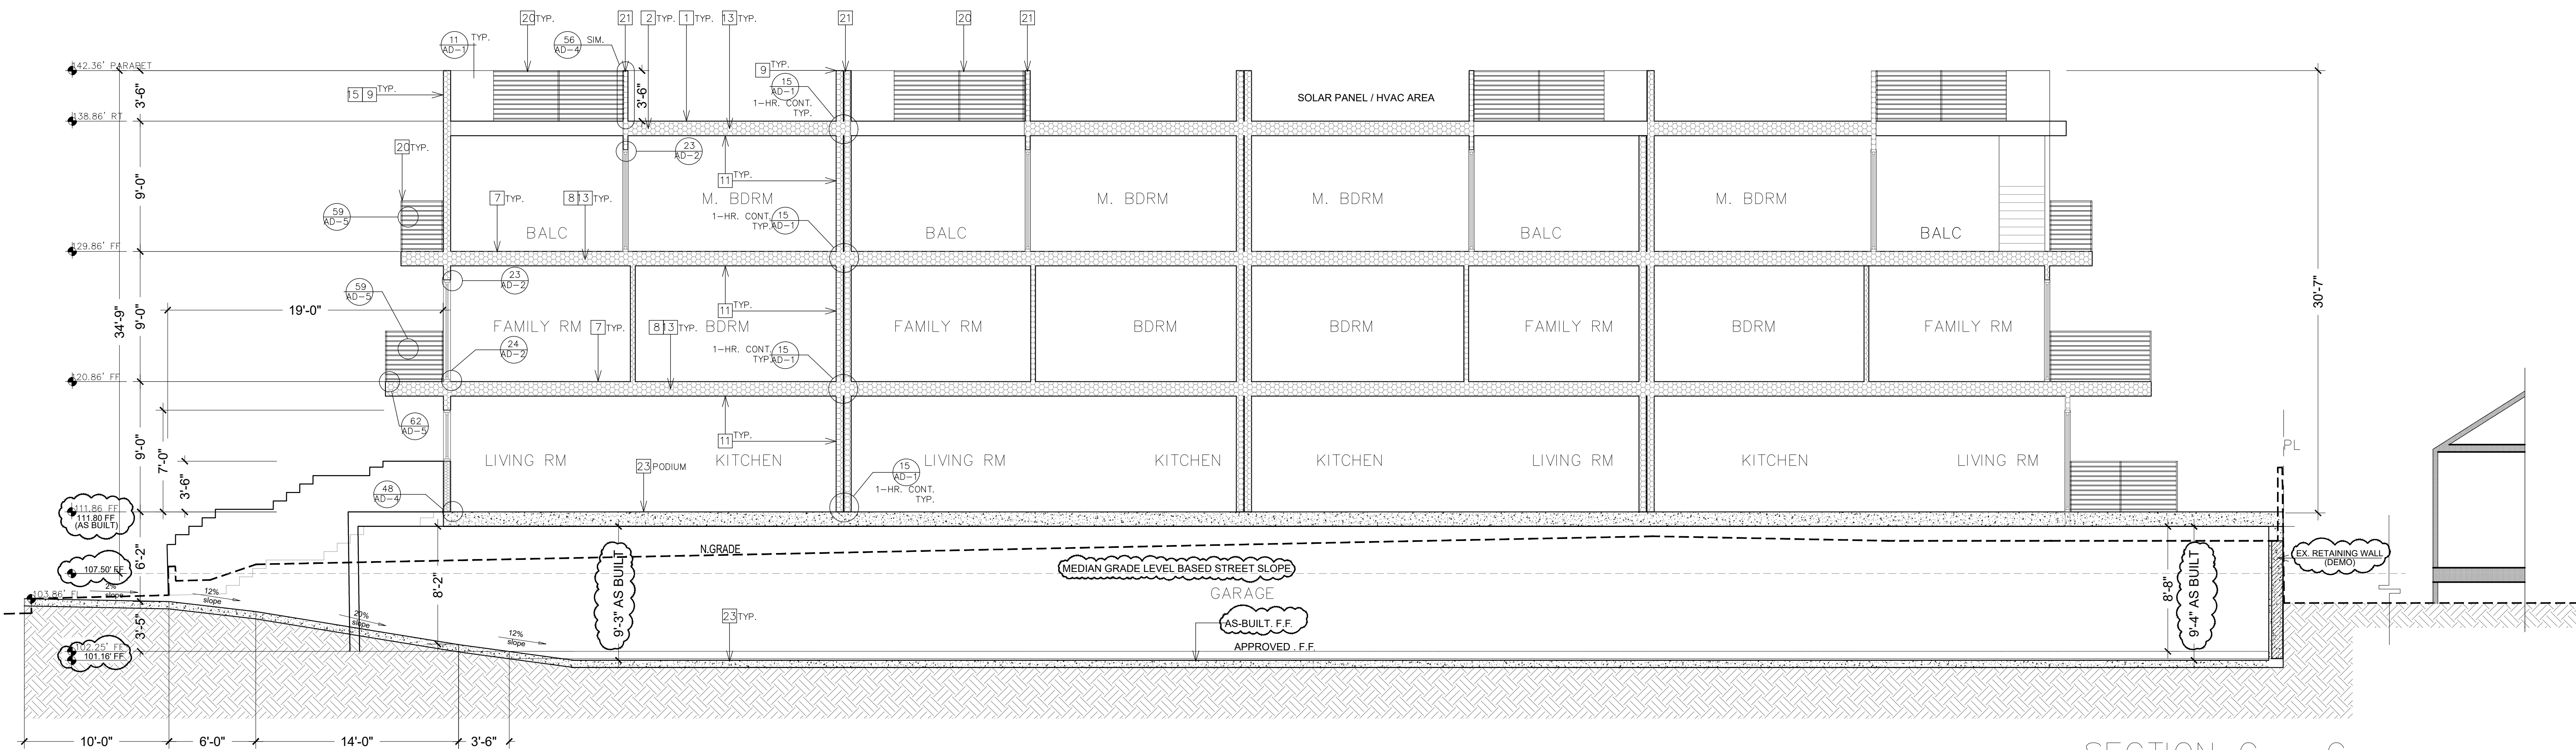 20 TYP.
21
2 TYP.
1 TYP.
13 TYP.
21
20
21
11
AD-1
TYP.
56
AD-4
SIM.
142.36' PARAPET
9 TYP.
15
AD-1
1-HR. CONT.
TYP.
15 9 TYP.
3'-6"
3'-6"
SOLAR PANEL / HVAC AREA
138.86' RT
20 TYP.
23
AD-2
11 TYP.
9'-0"
7 TYP.
8 13 TYP.
M. BDRM
M. BDRM
M. BDRM
M. BDRM
59
AD-5
1-HR. CONT.
TYP.
15
AD-1
BALC
BALC
BALC
BALC
129.86' FF
23
AD-2
59
AD-5
11 TYP.
19'-0"
34'-9"
9'-0"
30'-7"
FAMILY RM
7 TYP.
8 13 TYP.
BDRM
FAMILY RM
BDRM
BDRM
FAMILY RM
BDRM
FAMILY RM
24
AD-2
1-HR. CONT.
TYP.
15
AD-1
120.86' FF
62
AD-5
11 TYP.
9'-0"
7'-0"
3'-6"
PL
LIVING RM
KITCHEN
LIVING RM
KITCHEN
KITCHEN
LIVING RM
KITCHEN
LIVING RM
23 PODIUM
15
AD-1
1-HR. CONT.
TYP.
48
AD-4
111.86 FF
111.80 FF
(AS BUILT)
6'-2"
N.GRADE
EX. RETAINING WALL
(DEMO)
107.50' FF
MEDIAN GRADE LEVEL BASED STREET SLOPE
GARAGE
8'-2"
9'-3" AS BUILT
8'-8"
9'-4" AS BUILT
103.86' FL
2%
slope
12%
slope
20%
slope
12%
slope
3'-5"
23 TYP.
AS-BUILT. F.F.
APPROVED . F.F.
102.25' FF
101.16' FF
10'-0"
6'-0"
14'-0"
3'-6"